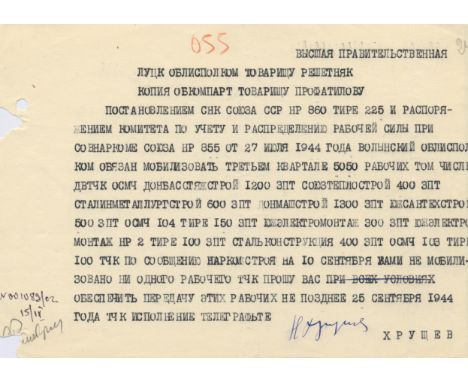 055
ВЫСШАЯ ПРАВИТЕЛЬСТВЕННАЯ
ЛУЦК ОБЛИСПОЛКОМ ТОВАРИЩУ РЕШЕТНЯК
КОПИЯ ОБКОМПАРТ ТОВАРИЩУ ПРОФАТИЛОВУ
ПОСТАНОВЛЕНИЕМ СНК СОЮЗА ССР НР 860 ТИРЕ 225 И РАСПОРЯ-
ЖЕНИЕМ КОМИТЕТА ПО УЧЕТУ И РАСПРЕДЕЛЕНИЮ РАБОЧЕЙ СИЛЫ ПРИ
СОВНАРКОМЕ СОЮЗА НР 855 ОТ 27 ИЮЛЯ 1944 ГОДА ВОЛЫНСКИЙ ОБЛИСПОЛ
КОМ ОБЯЗАН МОБИЛИЗОВАТЬ ТРЕТЬЕМ КВАРТАЛЕ 5050 РАБОЧИХ ТОМ ЧИСЛЕ
ДВТЧК ОСМЧ ДОНБАССТЯЖСТРОЙ 1200 ЗПТ СОЮЗТЕПЛОСТРОЙ 400 ЗПТ
СТАЛИНМЕТАЛЛУРГСТРОЙ 600 ЗПТ ДОНМАШСТРОЙ 1300 ЗПТ ЮЖСАНТЕХСТРОЙ
500 ЗПТ ОСМЧ 104 ТИРЕ 150 ЗПТ ЮЖЭЛЕКТРОМОНТАЖ 300 ЗПТ ЮЖЭЛЕКТРО
МОНТАЖ НР 2 ТИРЕ 100 ЗПТ СТАЛЬКОНСТРУКЦИЯ 400 ЗПТ ОСМЧ 103 ТИРЕ
100 ТЧК ПО СООБЩЕНИЮ НАРКОМСТРОЯ НА 10 СЕНТЯБРЯ ВАМИ НЕ МОБИЛИ-
ЗОВАНО НИ ОДНОГО РАБОЧЕГО ТЧК ПРОШУ ВАС ПРИ ВСЕХ УСЛОВИЯХ
ОБЕСПЕЧИТЬ ПЕРЕДАЧУ ЭТИХ РАБОЧИХ НЕ ПОЗДНЕЕ 25 СЕНТЯБРЯ 1944
ГОДА ТЧК ИСПОЛНЕНИЕ ТЕЛЕГРАФЬТЕ
ХРУЩЕВ